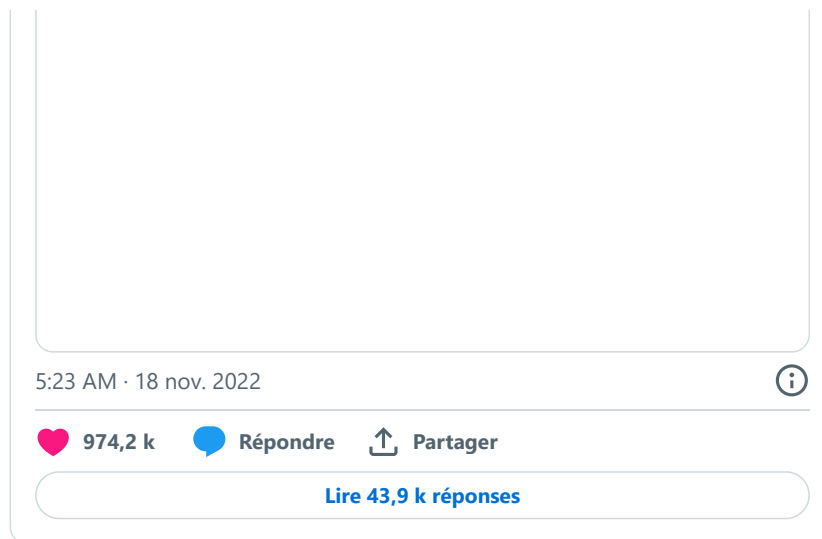 5:23 AM · 18 nov. 2022
974,2 k Répondre Partager
Lire 43,9 k réponses